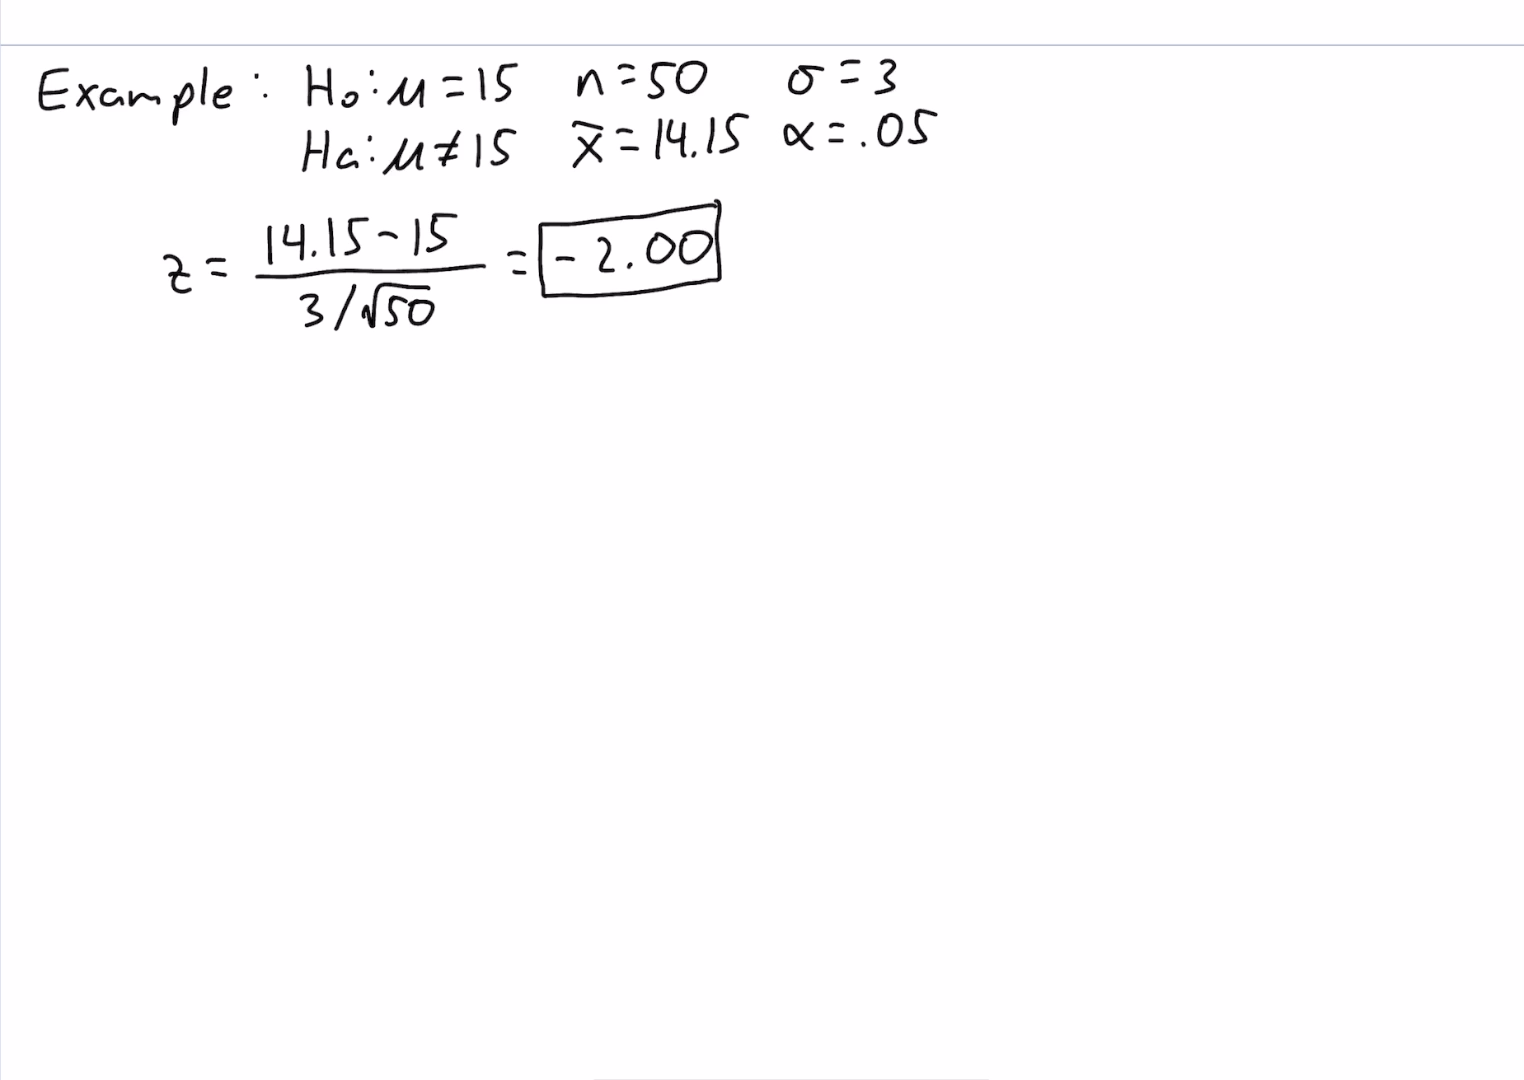 Example: H₀: μ = 15 n = 50 σ = 3
Ha: μ ≠ 15 x̄ = 14.15 α = .05
z = (14.15 - 15) / (3/√50) = -2.00